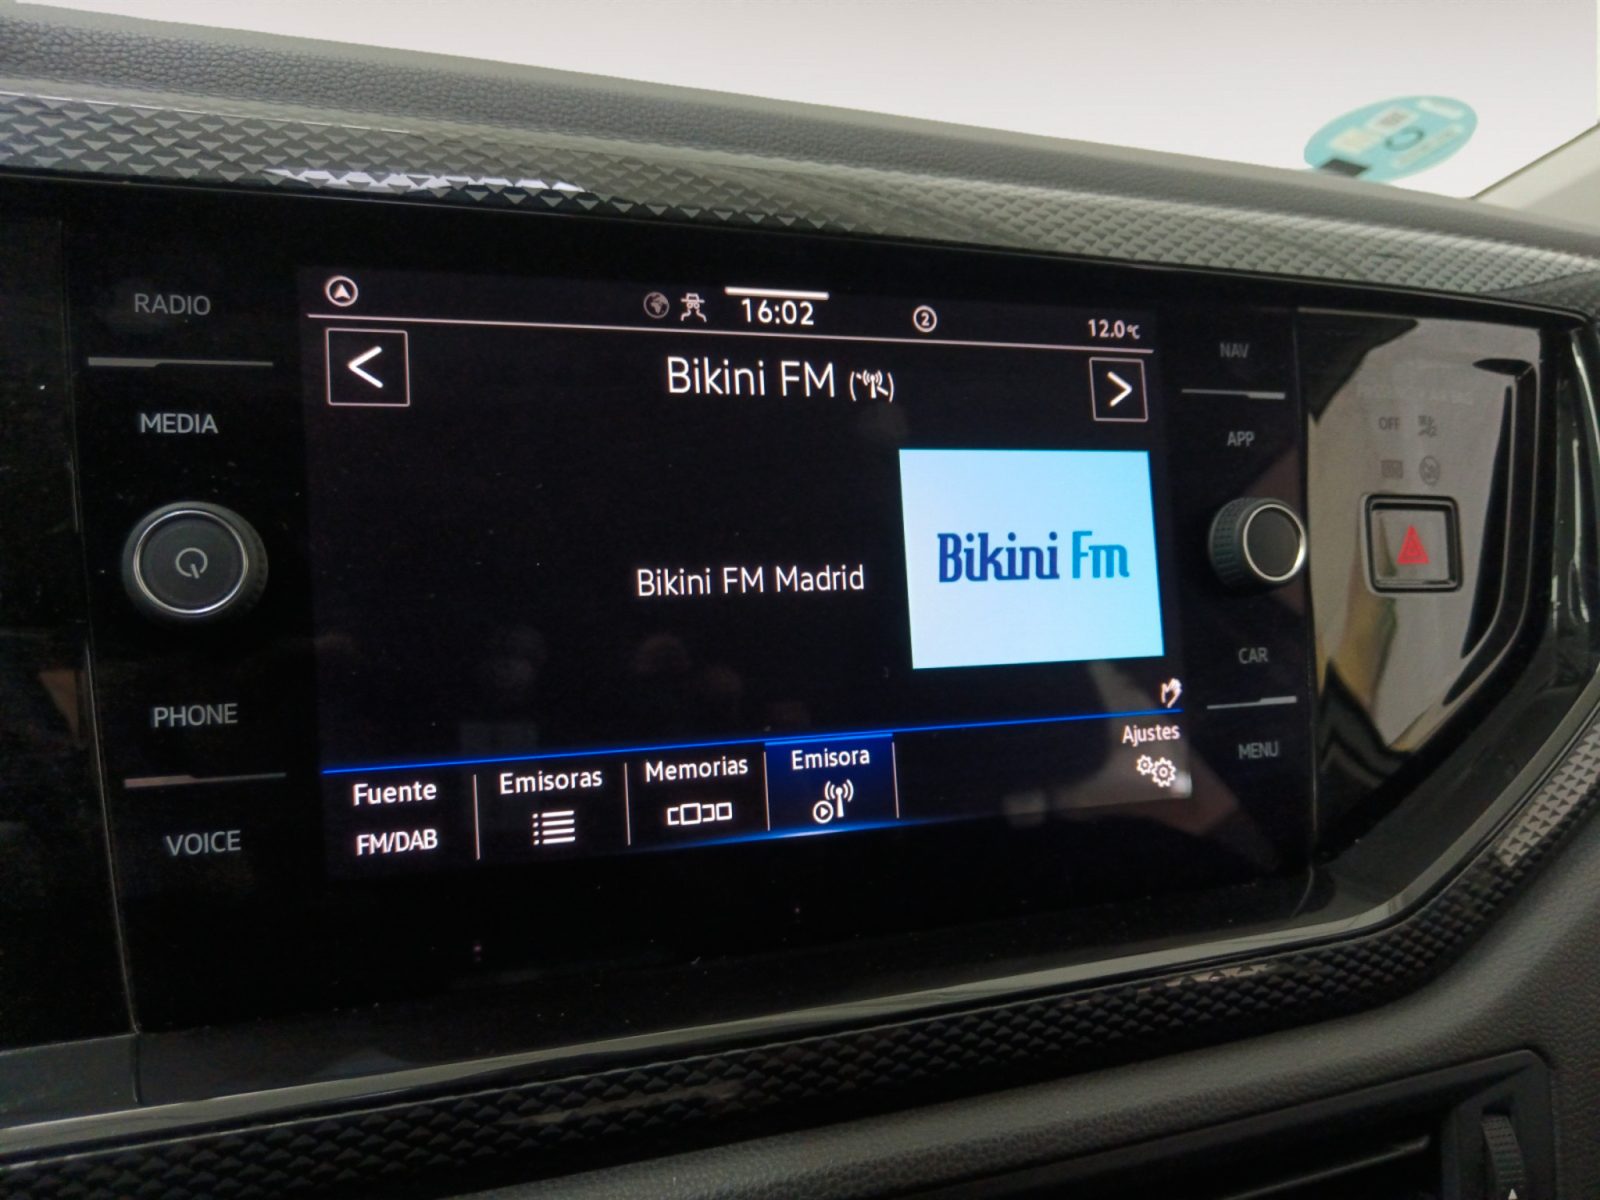 RADIO
MEDIA
PHONE
VOICE
16:02
2
12.0°C
Bikini FM
Bikini FM Madrid
Bikini Fm
Fuente
FM/DAB
Emisoras
Memorias
Emisora
Ajustes
NAV
APP
CAR
MENU
OFF